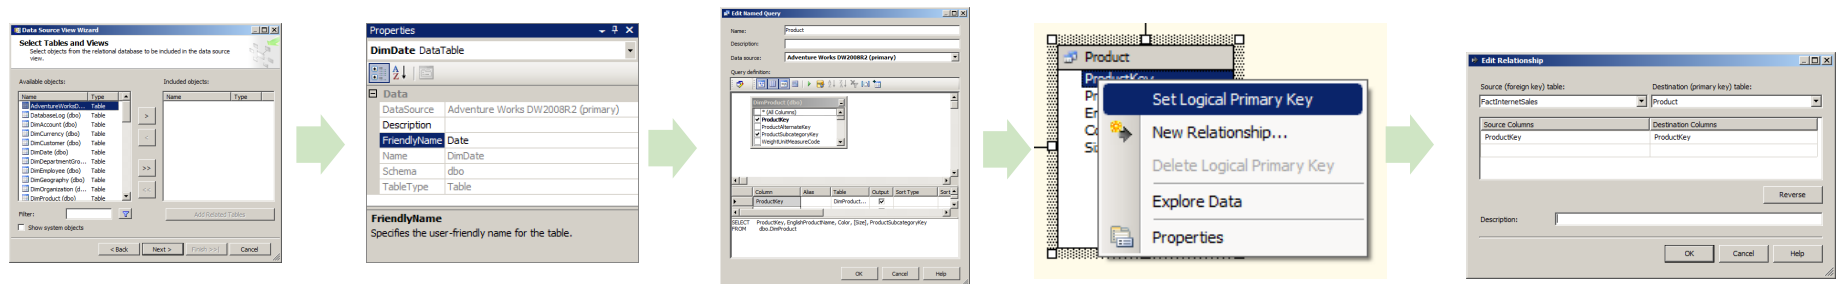 Data Source View Wizard
Select Tables and Views
Select objects from the relational database to be included in the data source
view.
Available objects:
Included objects:
Name Type
Name Type
AdventureWorksD... Table
DatabaseLog (dbo) Table
DimAccount (dbo) Table
DimCurrency (dbo) Table
DimCustomer (dbo) Table
DimDate (dbo) Table
DimDepartmentGro... Table
DimEmployee (dbo) Table
DimGeography (dbo) Table
DimOrganization (d... Table
DimProduct (dbo) Table
>
<
>>
<<
Filter:
Add Related Tables
Show system objects
< Back
Next >
Finish >>|
Cancel
Properties
DimDate DataTable
Data
DataSource Adventure Works DW2008R2 (primary)
Description
FriendlyName Date
Name DimDate
Schema dbo
TableType Table
FriendlyName
Specifies the user-friendly name for the table.
Edit Named Query
Name: Product
Description:
Data source: Adventure Works DW2008R2 (primary)
Query definition:
DimProduct (dbo)
* (All Columns)
ProductKey
ProductAlternateKey
ProductSubcategoryKey
WeightUnitMeasureCode
Column Alias Table Output Sort Type Sort
ProductKey DimProduct...
SELECT ProductKey, EnglishProductName, Color, [Size], ProductSubcategoryKey
FROM dbo.DimProduct
OK
Cancel
Help
Product
ProductKey
Pr
En
Co
Si
Set Logical Primary Key
New Relationship...
Delete Logical Primary Key
Explore Data
Properties
Edit Relationship
Source (foreign key) table:
Destination (primary key) table:
FactInternetSales
Product
Source Columns Destination Columns
ProductKey ProductKey
Reverse
Description:
OK
Cancel
Help